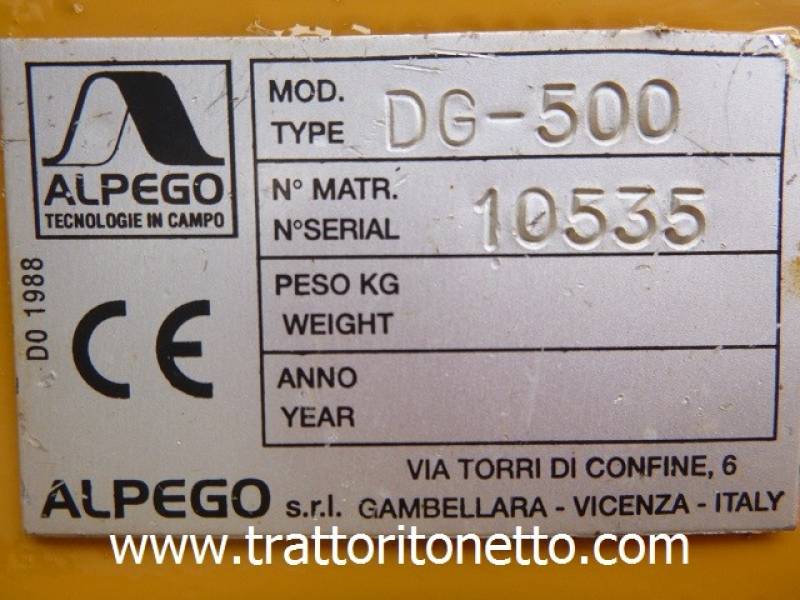 ALPEGO
TECNOLOGIE IN CAMPO
MOD.
TYPE DG-500
N° MATR.
N° SERIAL 10535
PESO KG
WEIGHT
ANNO
YEAR
D0 1988
CE
VIA TORRI DI CONFINE, 6
ALPEGO s.r.l. GAMBELLARA - VICENZA - ITALY
www.trattoritonetto.com